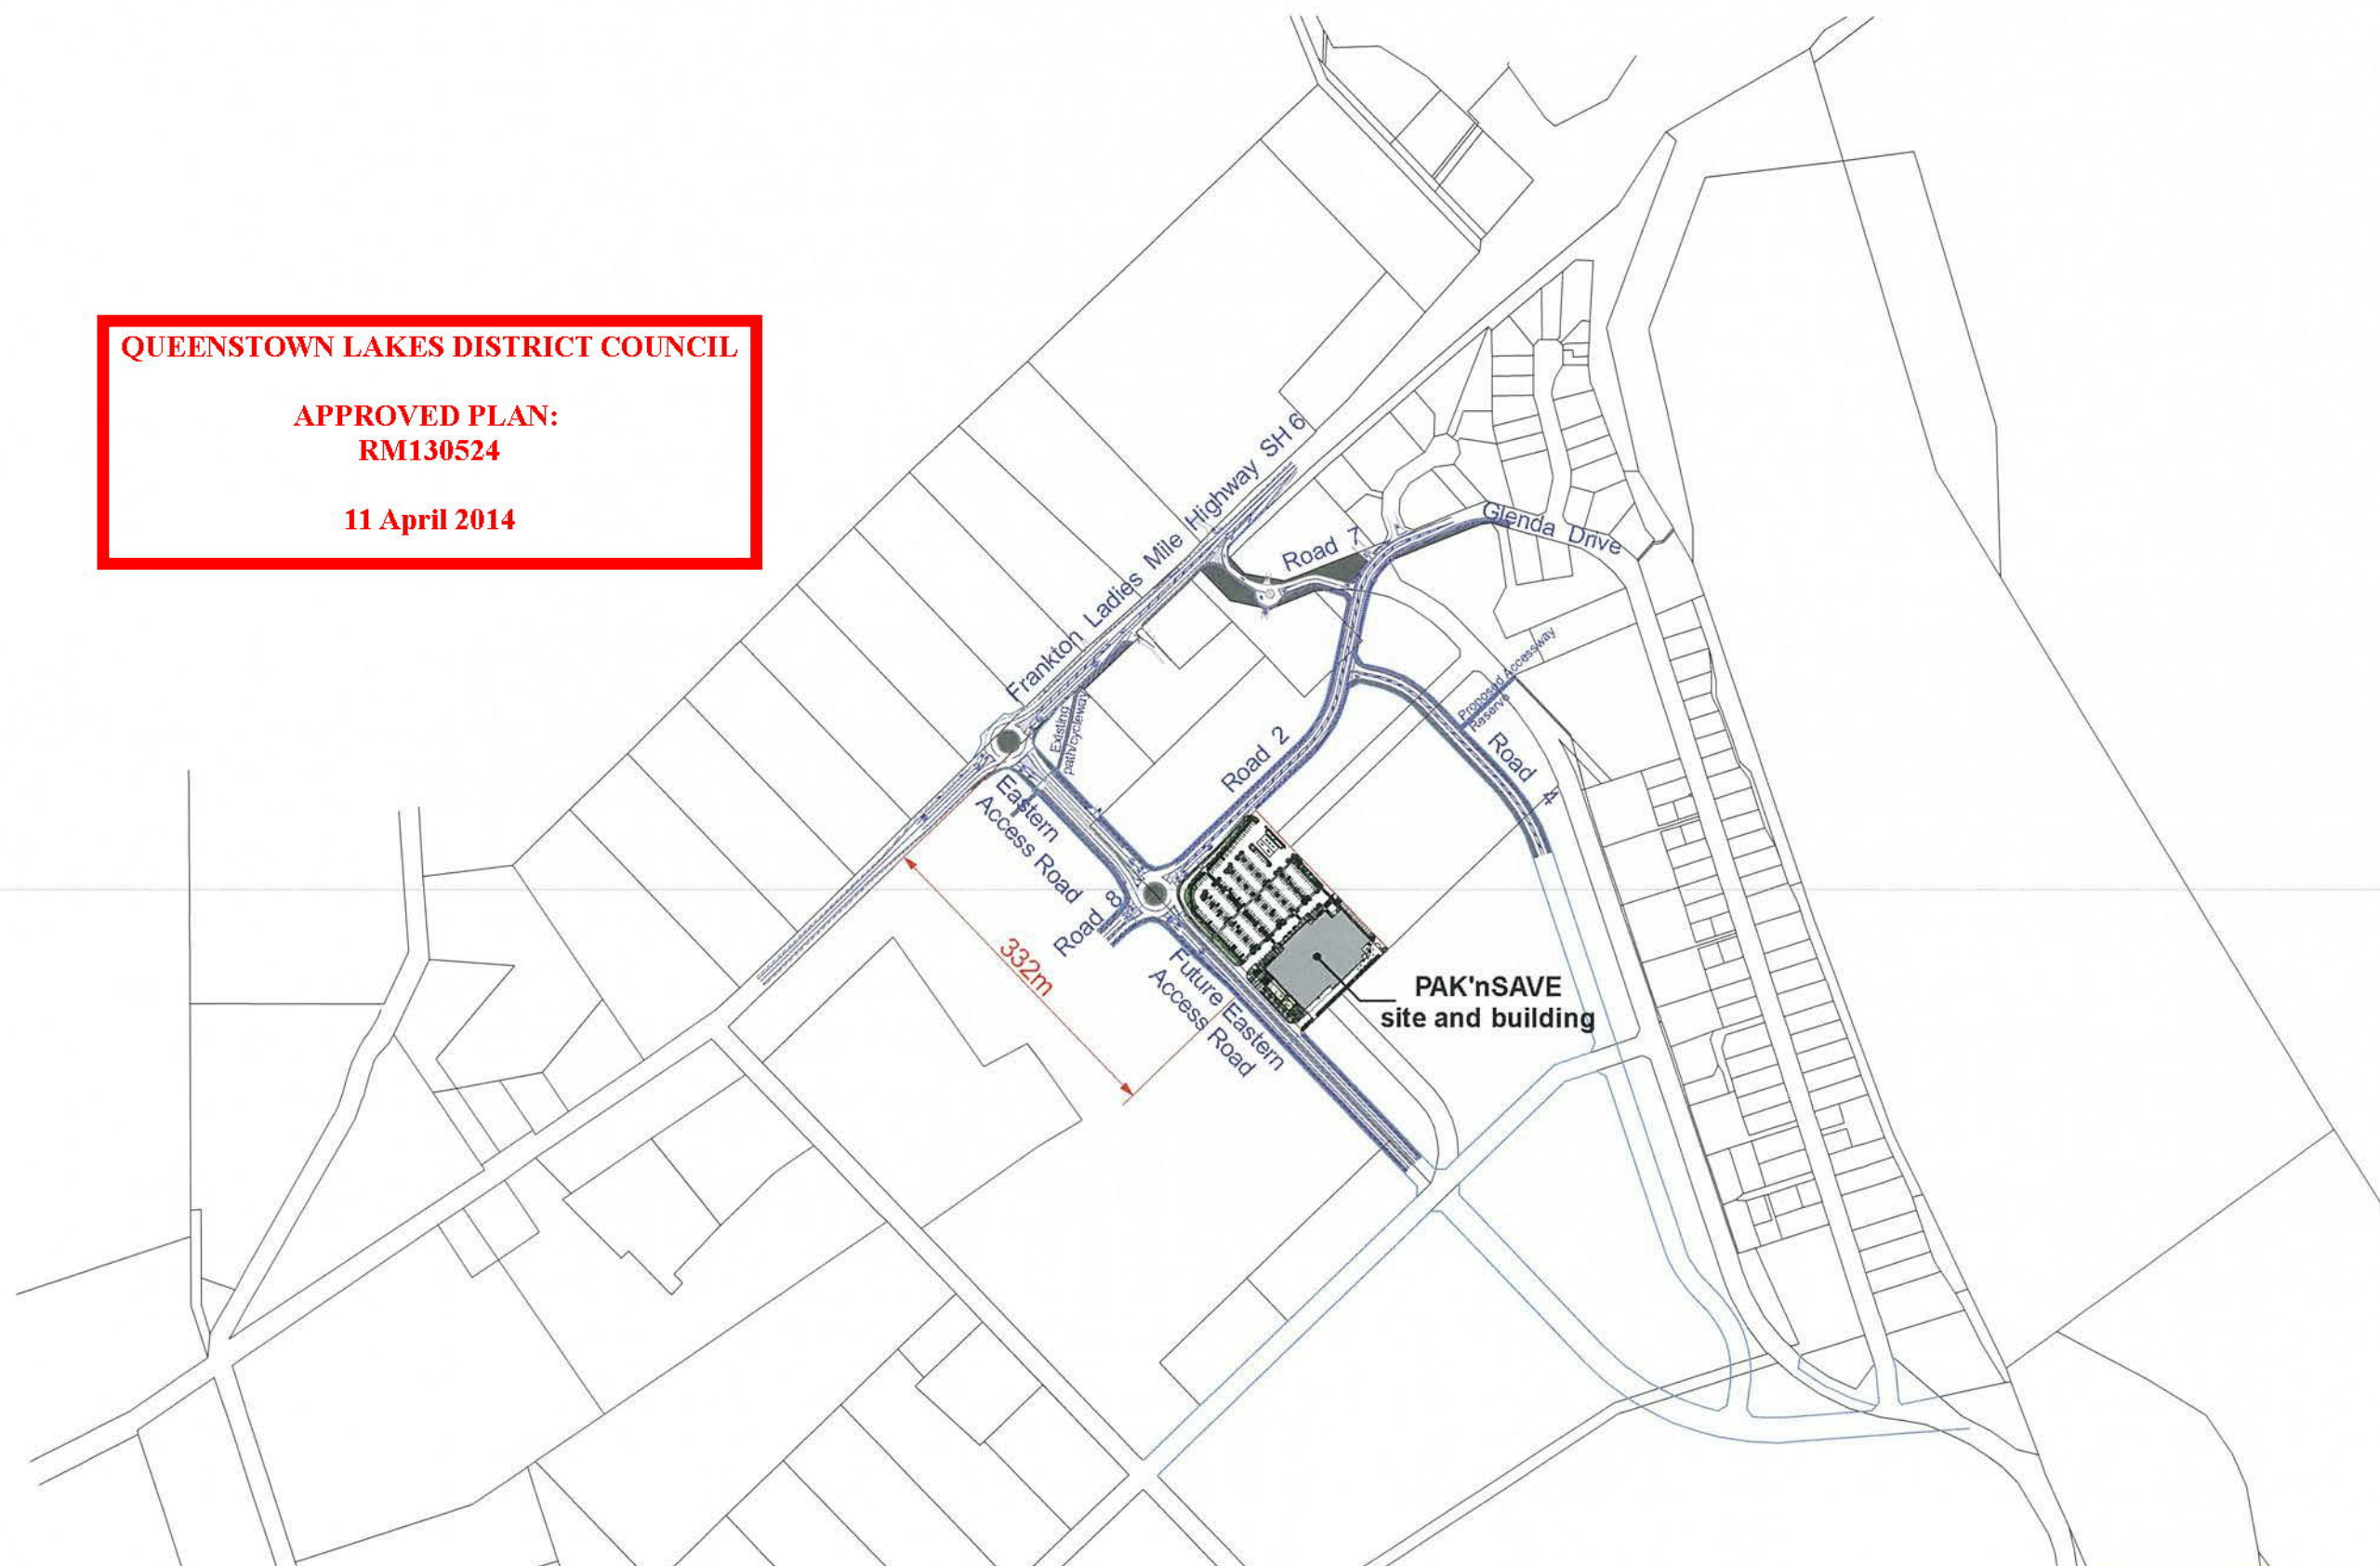 QUEENSTOWN LAKES DISTRICT COUNCIL
APPROVED PLAN:
RM130524
11 April 2014
Frankton Ladies Mile Highway SH 6
Road 7
Glenda Drive
Proposed Accessway
Reserve
Existing
path/cycleway
Road 2
Road 4
Eastern
Access Road
Road 8
332m
Future Eastern
Access Road
PAK'nSAVE
site and building